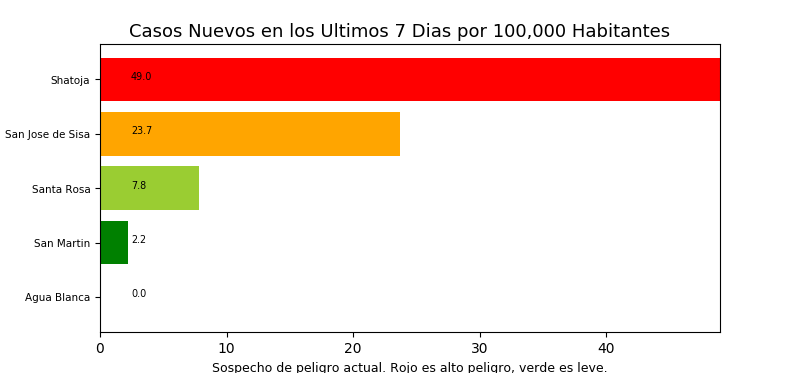 Casos Nuevos en los Ultimos 7 Dias por 100,000 Habitantes
Shatoja
49.0
San Jose de Sisa
23.7
Santa Rosa
7.8
San Martin
2.2
Agua Blanca
0.0
0 10 20 30 40
Sospecho de peligro actual. Rojo es alto peligro, verde es leve.